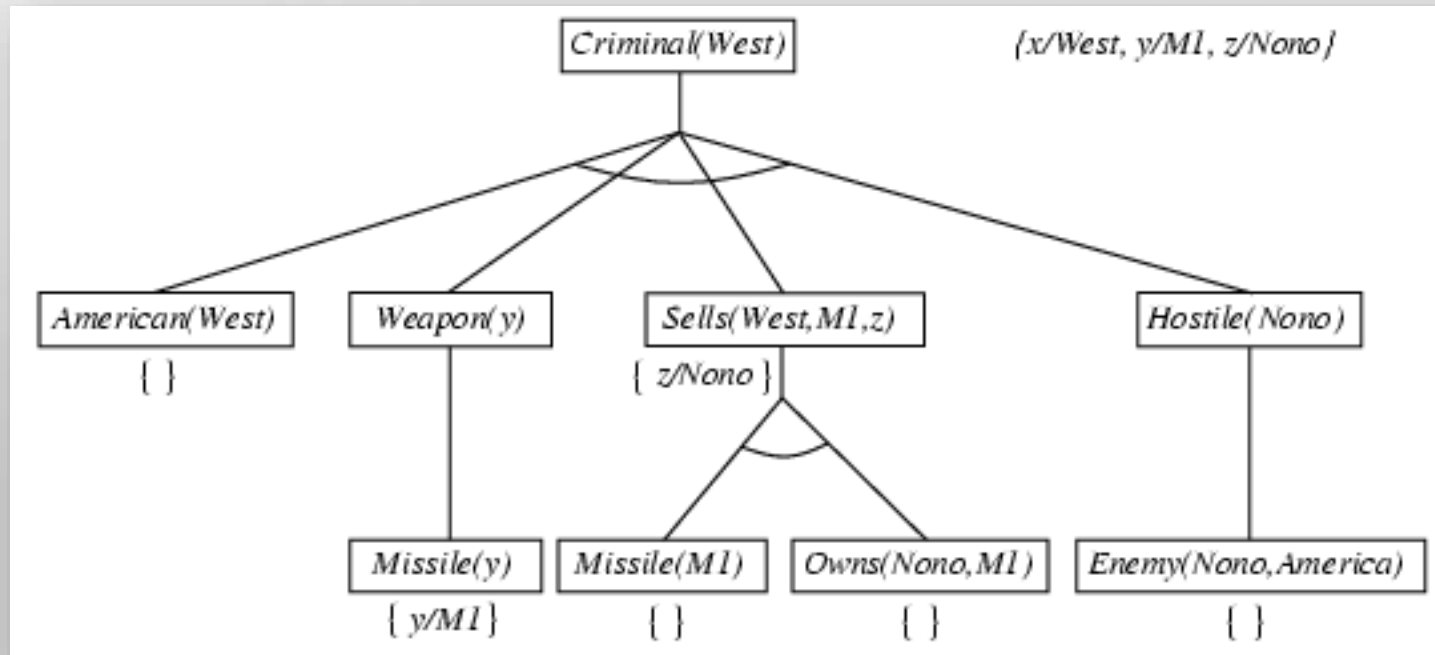 Criminal(West)
{x/West, y/M1, z/Nono}
American(West)
Weapon(y)
Sells(West,M1,z)
Hostile(Nono)
{ }
{ z/Nono }
Missile(y)
Missile(M1)
Owns(Nono,M1)
Enemy(Nono,America)
{ y/M1 }
{ }
{ }
{ }